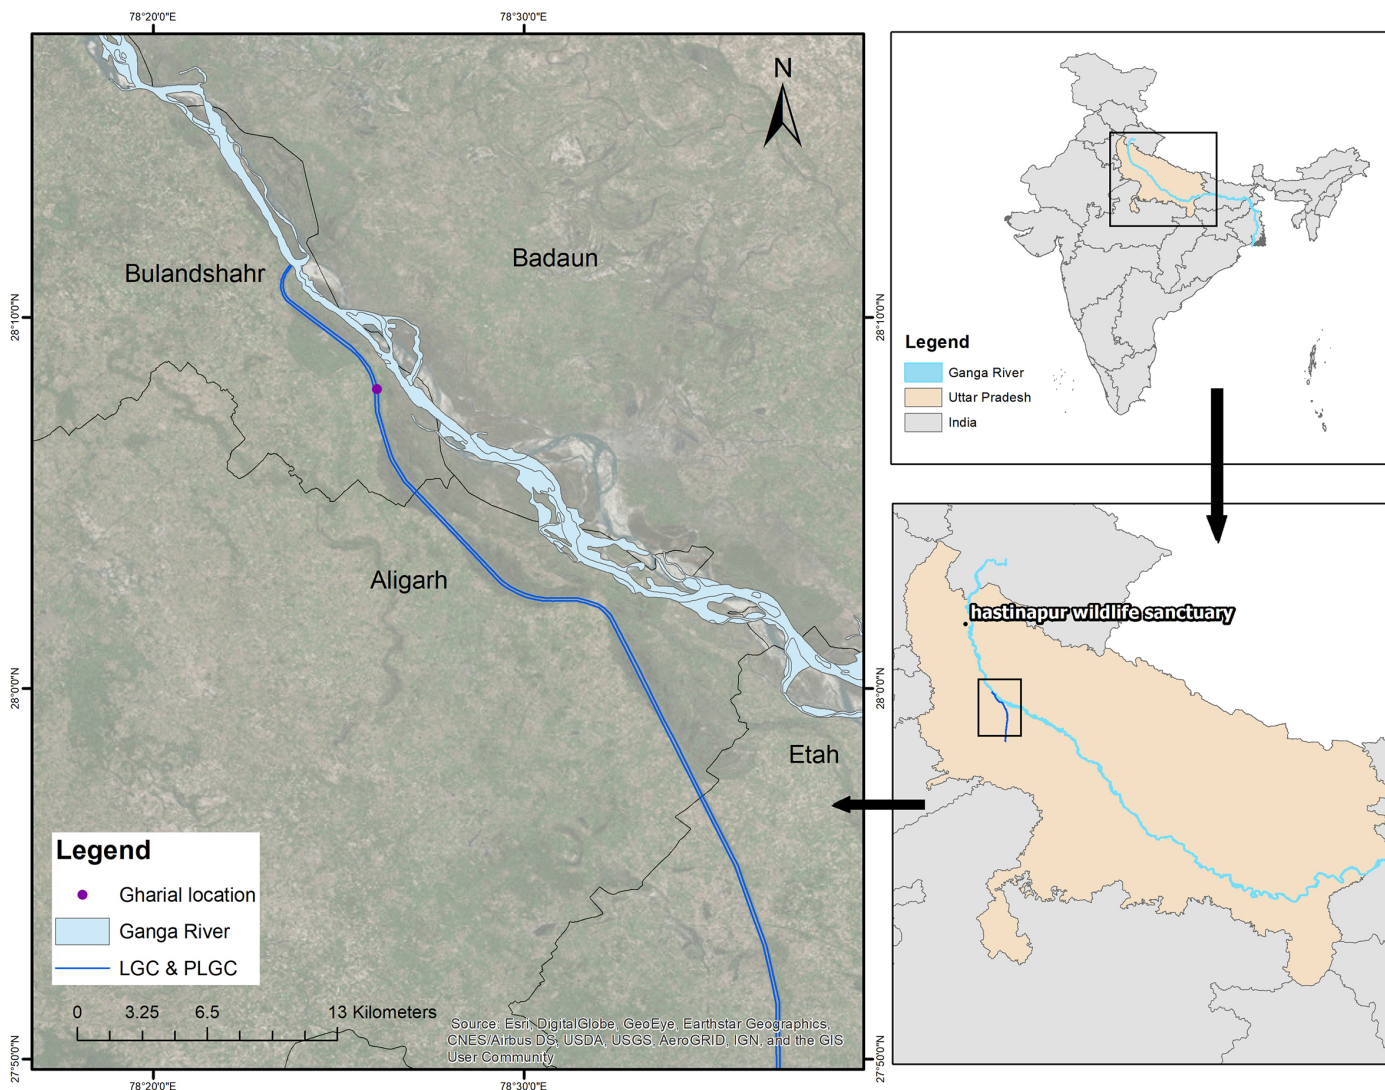 78°20'0"E
78°30'0"E
N
Bulandshahr
Badaun
28°10'0"N
28°10'0"N
Aligarh
28°0'0"N
28°0'0"N
Etah
Legend
Gharial location
Ganga River
LGC & PLGC
0 3.25 6.5 13 Kilometers
Source: Esri, DigitalGlobe, GeoEye, Earthstar Geographics,
CNES/Airbus DS, USDA, USGS, AeroGRID, IGN, and the GIS
User Community
27°50'0"N
27°50'0"N
78°20'0"E
78°30'0"E
Legend
Ganga River
Uttar Pradesh
India
hastinapur wildlife sanctuary